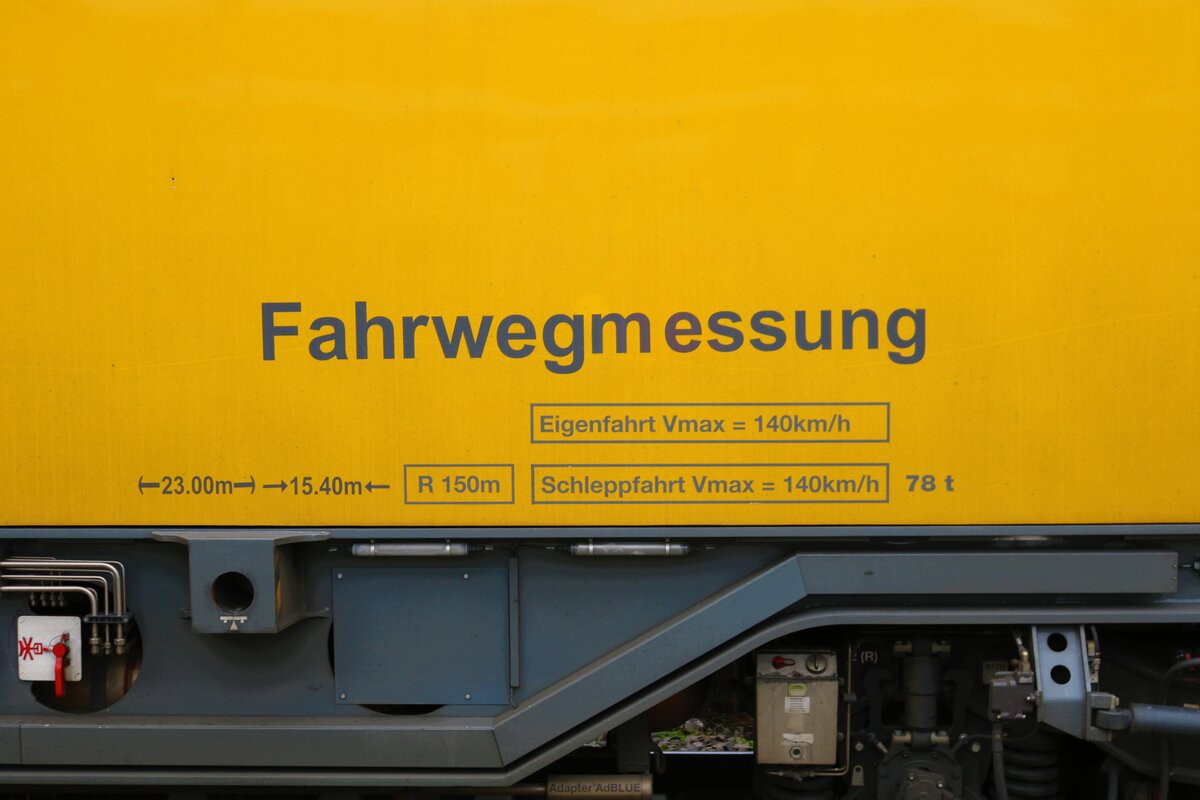 Fahrwegmessung
Eigenfahrt Vmax = 140km/h
23.00m 15.40m R 150m Schleppfahrt Vmax = 140km/h 78 t
(R)
Adapter AdBLUE